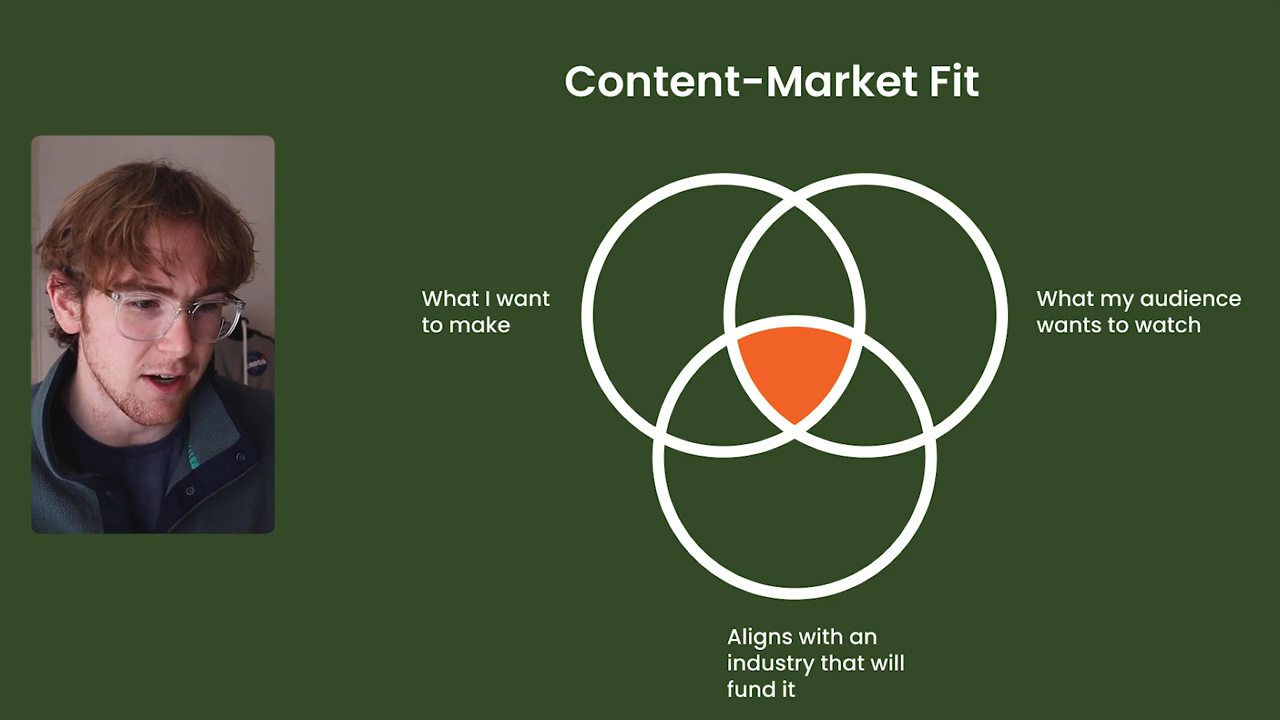 Content-Market Fit
What I want
to make
What my audience
wants to watch
Aligns with an
industry that will
fund it